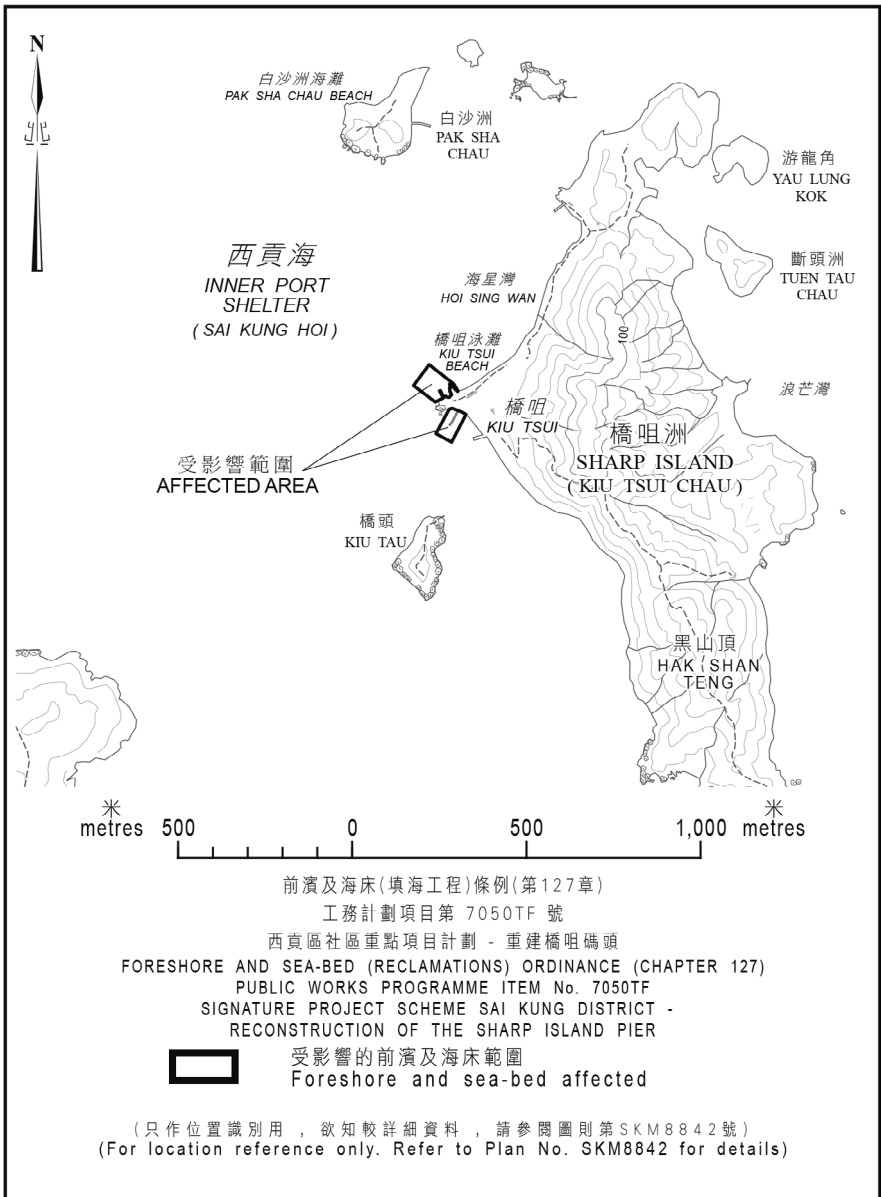 N
白沙洲海灘
PAK SHA CHAU BEACH
白沙洲
PAK SHA
CHAU
游龍角
YAU LUNG
KOK
西貢海
INNER PORT
SHELTER
(SAI KUNG HOI)
海星灣
HOI SING WAN
斷頭洲
TUEN TAU
CHAU
100
橋咀泳灘
KIU TSUI
BEACH
浪芒灣
橋咀
KIU TSUI
橋咀洲
SHARP ISLAND
(KIU TSUI CHAU)
受影響範圍
AFFECTED AREA
橋頭
KIU TAU
黑山頂
HAK SHAN
TENG
米 米
metres 500 0 500 1,000 metres
前濱及海床(填海工程)條例(第127章)
工務計劃項目第 7050TF 號
西貢區社區重點項目計劃 - 重建橋咀碼頭
FORESHORE AND SEA-BED (RECLAMATIONS) ORDINANCE (CHAPTER 127)
PUBLIC WORKS PROGRAMME ITEM No. 7050TF
SIGNATURE PROJECT SCHEME SAI KUNG DISTRICT -
RECONSTRUCTION OF THE SHARP ISLAND PIER
受影響的前濱及海床範圍
Foreshore and sea-bed affected
(只作位置識別用 , 欲知較詳細資料 , 請參閱圖則第SKM8842號)
(For location reference only. Refer to Plan No. SKM8842 for details)